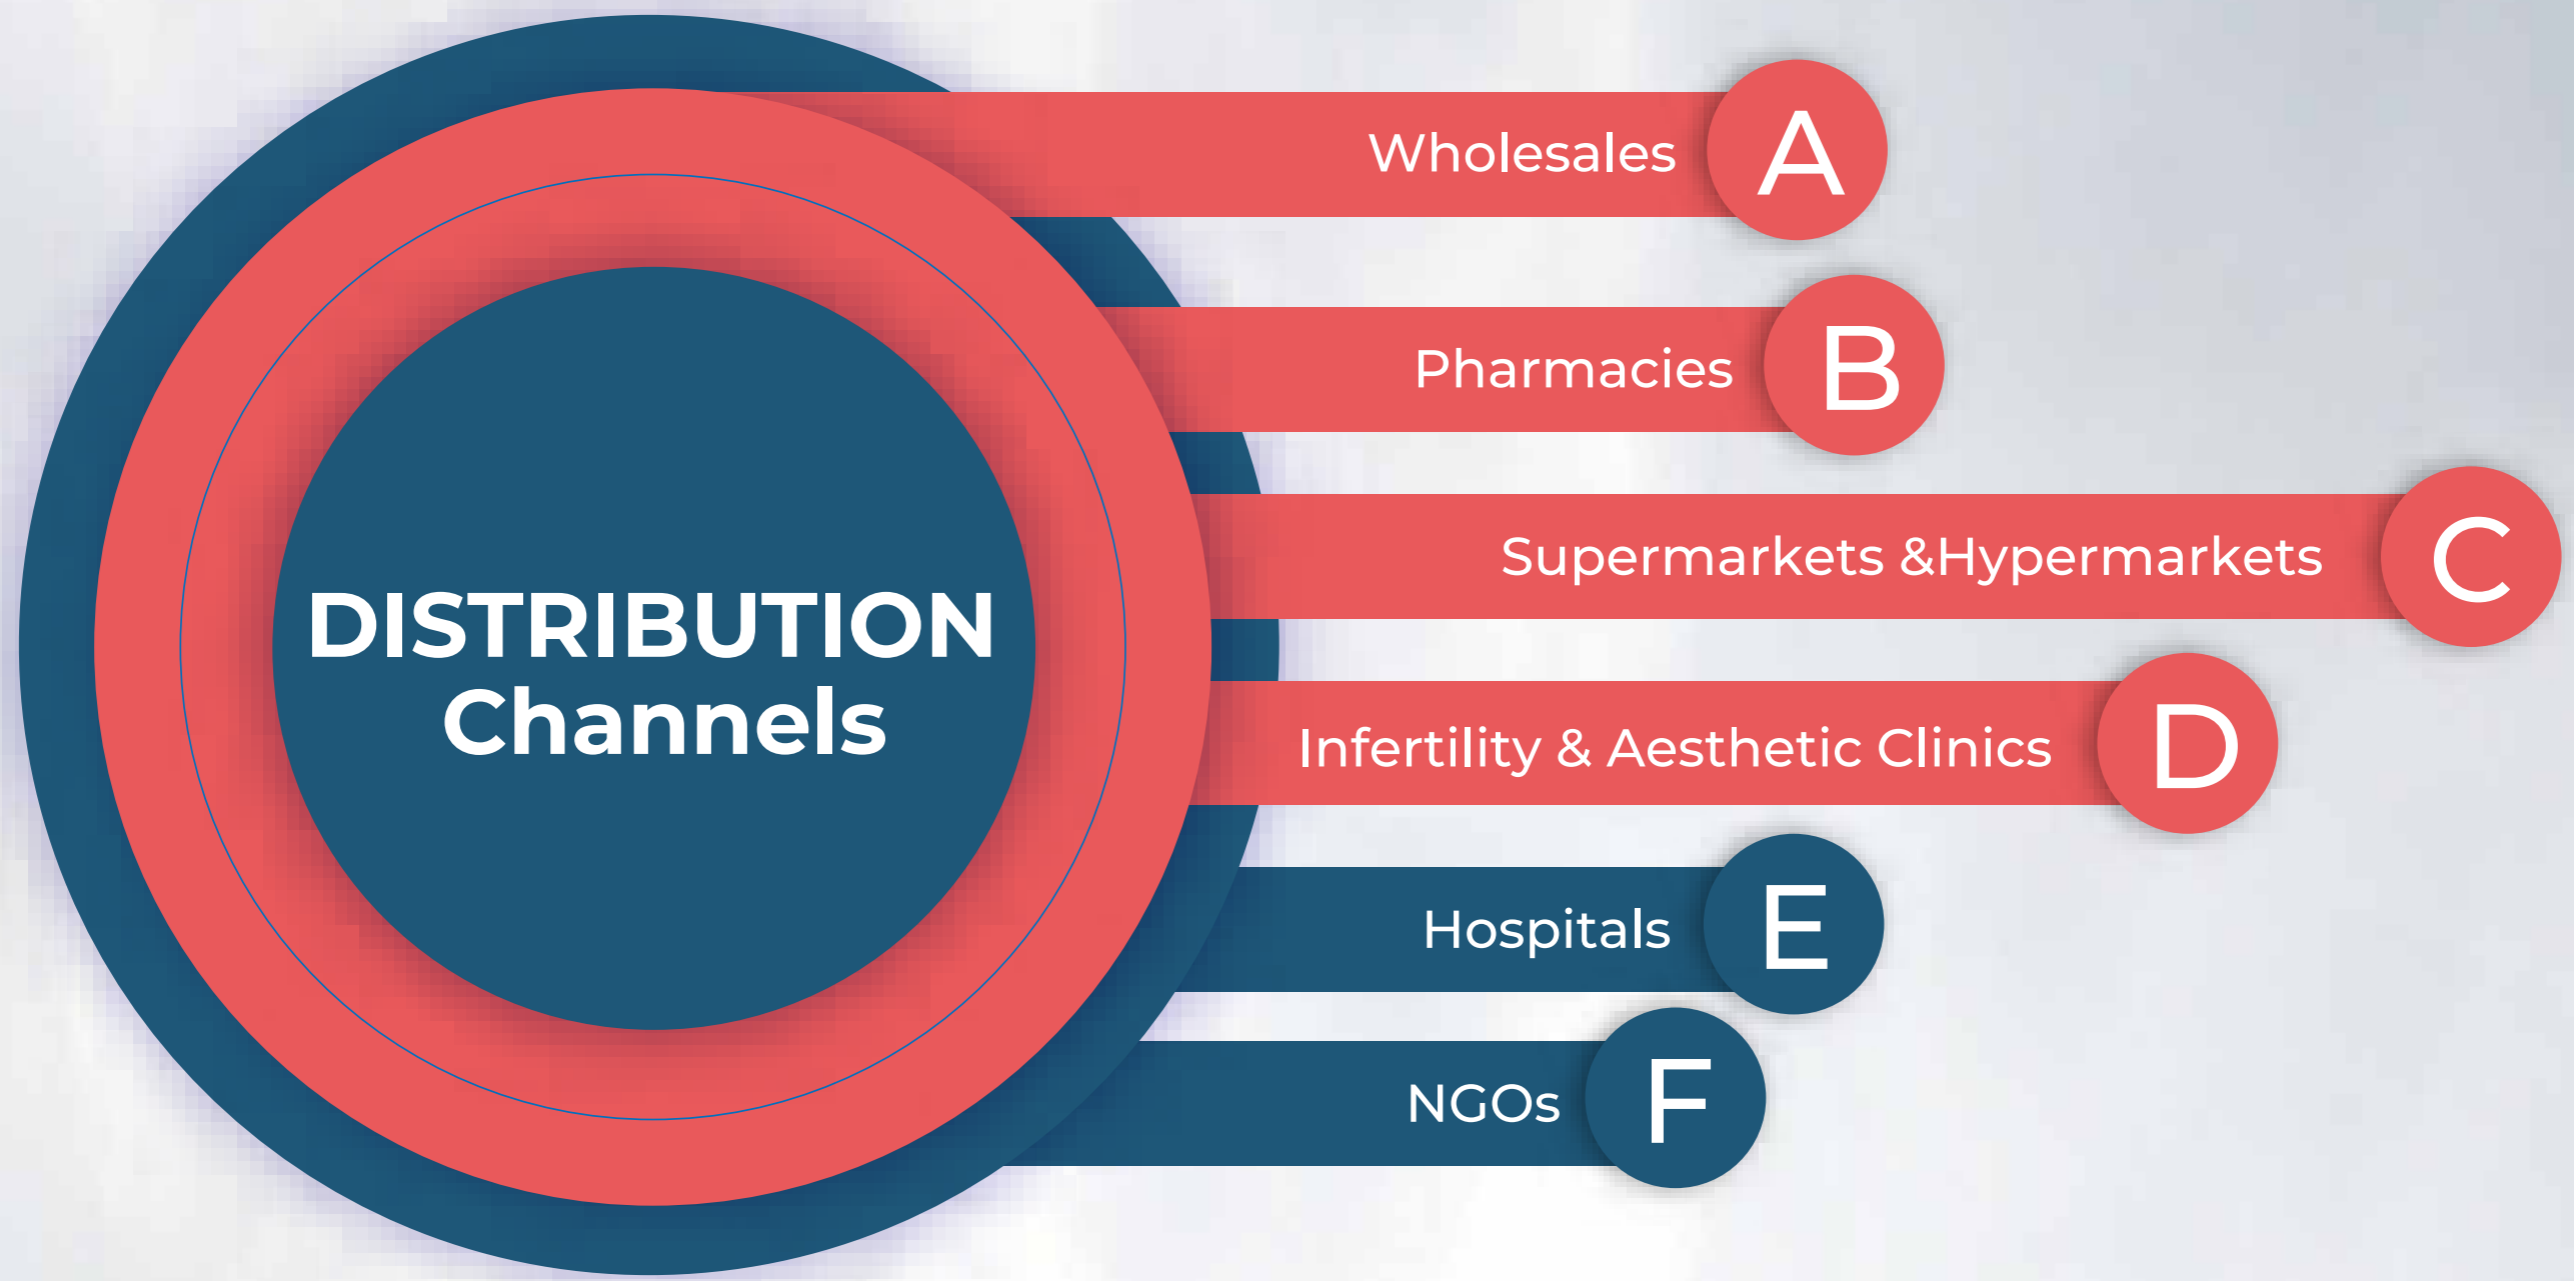 DISTRIBUTION
Channels
Wholesales A
Pharmacies B
Supermarkets &Hypermarkets C
Infertility & Aesthetic Clinics D
Hospitals E
NGOs F